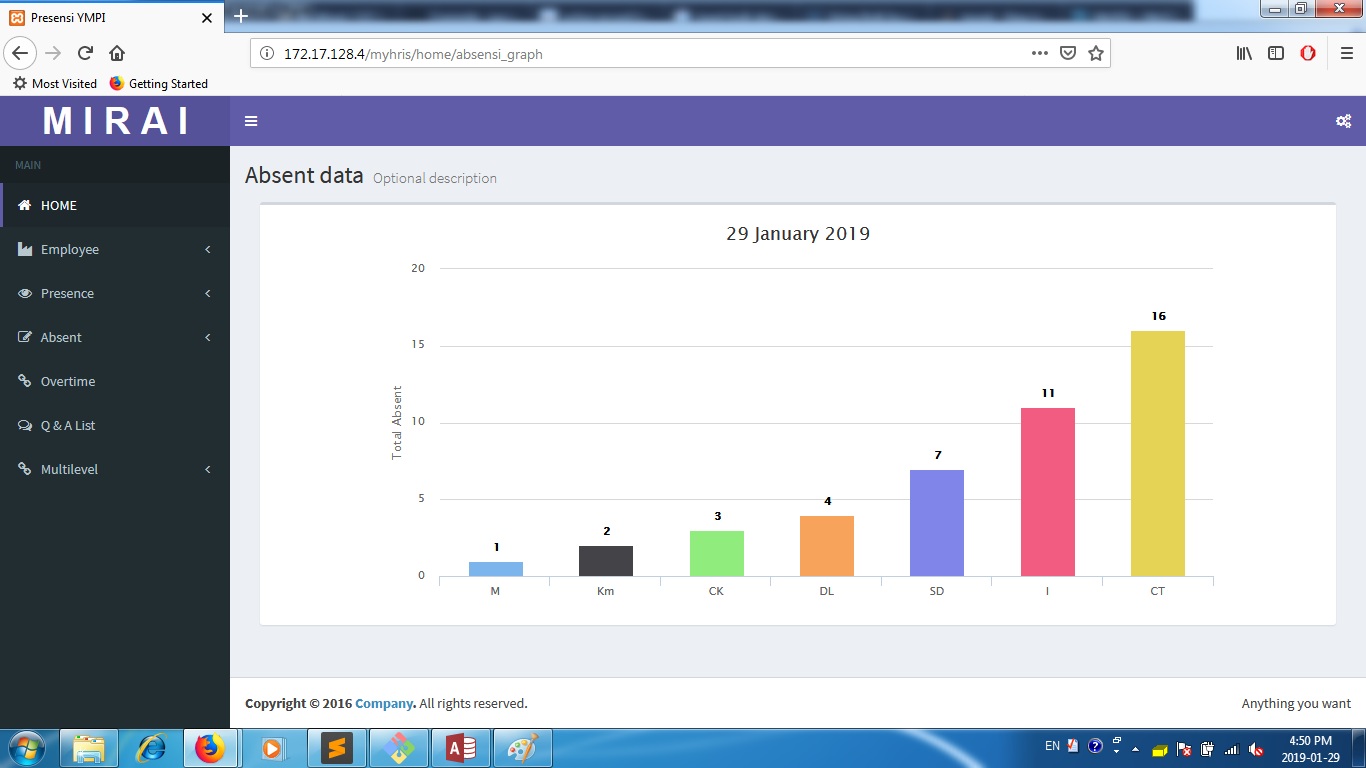 Presensi YMPI
172.17.128.4/myhris/home/absensi_graph
Most Visited
Getting Started
MIRAI
MAIN
HOME
Employee
Presence
Absent
Overtime
Q & A List
Multilevel
Absent data Optional description
29 January 2019
Total Absent
20
15
10
5
0
1
2
3
4
7
11
16
M
Km
CK
DL
SD
I
CT
Copyright © 2016 Company. All rights reserved.
Anything you want
EN
4:50 PM
2019-01-29